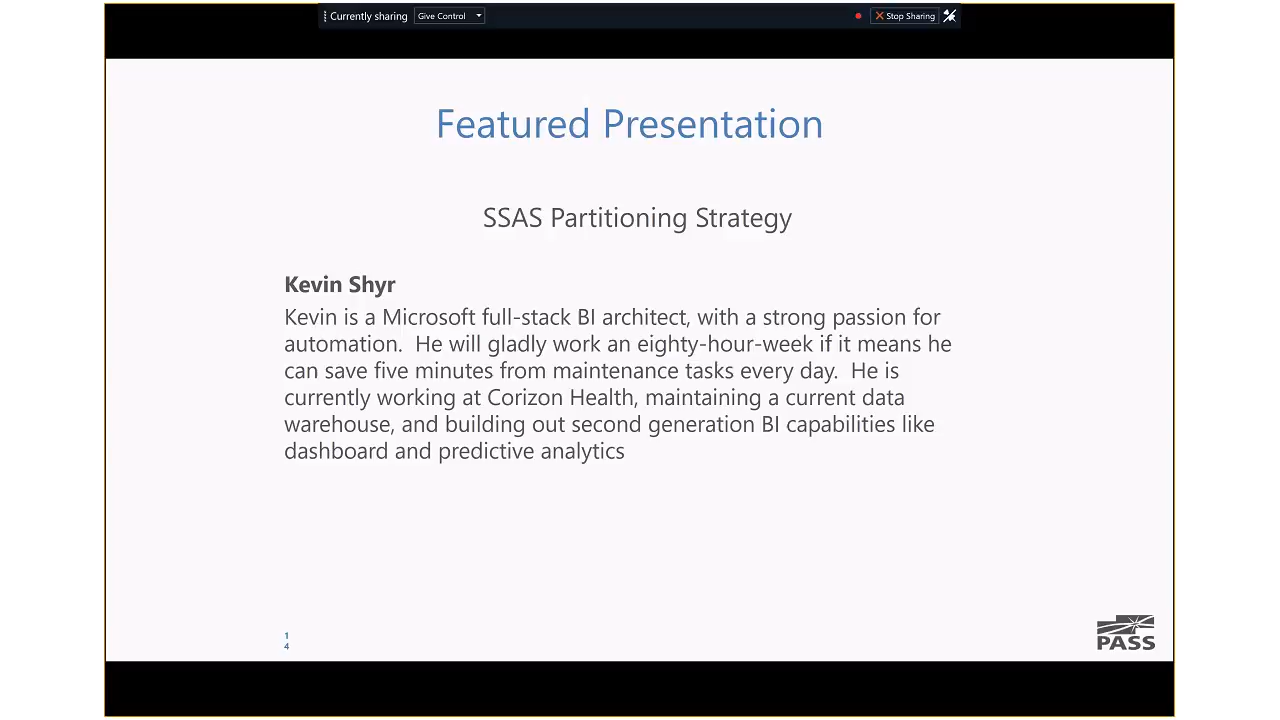 Currently sharing Give Control Stop Sharing
Featured Presentation
SSAS Partitioning Strategy
Kevin Shyr
Kevin is a Microsoft full-stack BI architect, with a strong passion for
automation.  He will gladly work an eighty-hour-week if it means he
can save five minutes from maintenance tasks every day.  He is
currently working at Corizon Health, maintaining a current data
warehouse, and building out second generation BI capabilities like
dashboard and predictive analytics
1
4
PASS